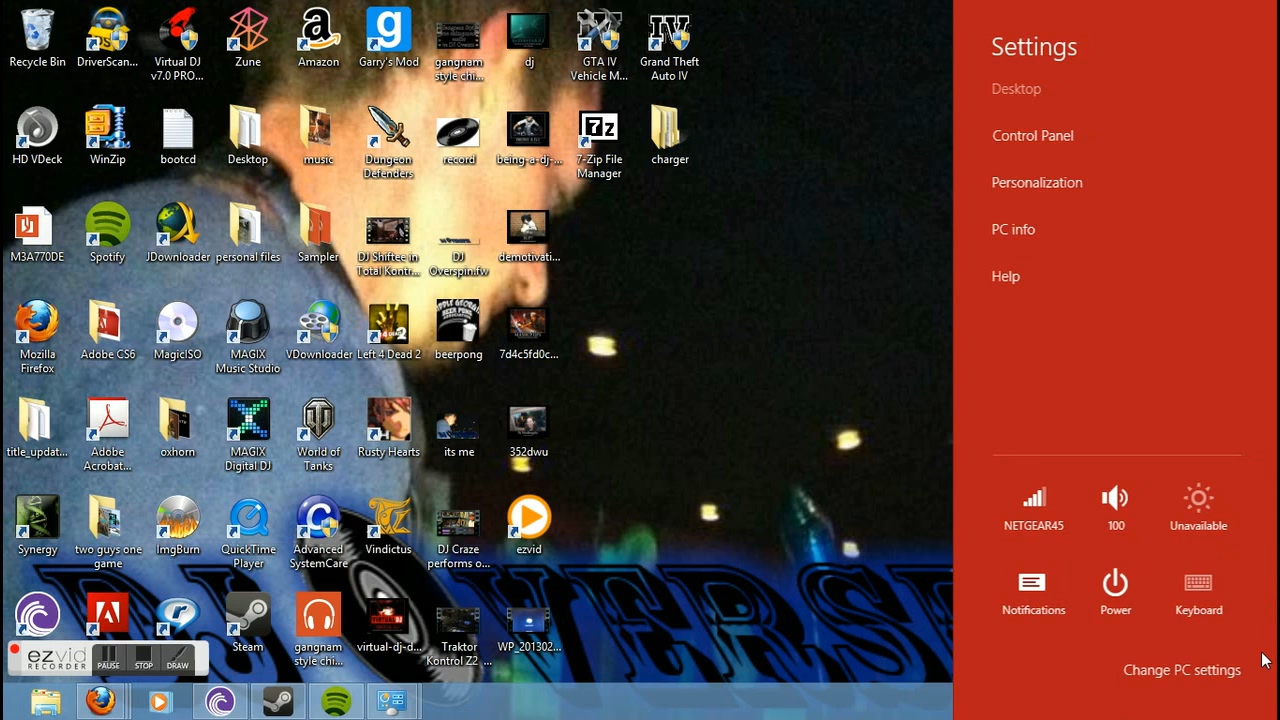 Recycle Bin
DriverScan...
Virtual DJ
v7.0 PRO...
Zune
Amazon
Garry's Mod
gangnam
style chi...
dj
GTA IV
Vehicle M...
Grand Theft
Auto IV
HD VDeck
WinZip
bootcd
Desktop
music
Dungeon
Defenders
record
being-a-dj-...
7-Zip File
Manager
charger
M3A770DE
Spotify
JDownloader
personal files
Sampler
DJ Shiftee in
Total Kontr...
DJ
Overspin.fw
demotivati...
Mozilla
Firefox
Adobe CS6
MagicISO
MAGIX
Music Studio
VDownloader
Left 4 Dead 2
beerpong
7d4c5fd0c...
title_updat...
Adobe
Acrobat...
oxhorn
MAGIX
Digital DJ
World of
Tanks
Rusty Hearts
its me
352dwu
Synergy
two guys one
game
ImgBurn
QuickTime
Player
Advanced
SystemCare
Vindictus
DJ Craze
performs o...
ezvid
Steam
gangnam
style chi...
virtual-dj-d...
Traktor
Kontrol Z2 ...
WP_201302...
ezvid
RECORDER
PAUSE
STOP
DRAW
Settings
Desktop
Control Panel
Personalization
PC info
Help
NETGEAR45
100
Unavailable
Notifications
Power
Keyboard
Change PC settings